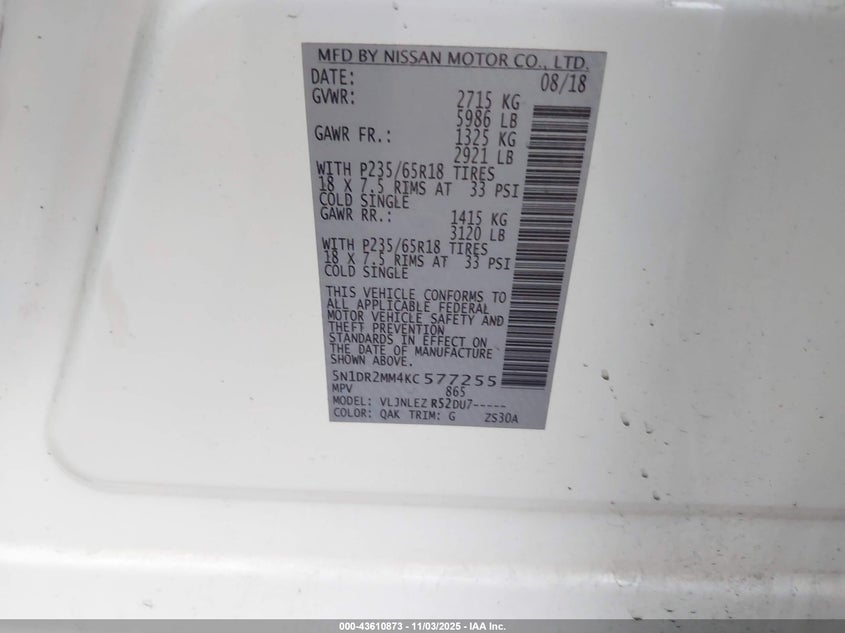 MFD BY NISSAN MOTOR CO., LTD.
DATE: 08/18
GVWR: 2715 KG
5986 LB
GAWR FR.: 1325 KG
2921 LB
WITH P235/65R18 TIRES
18 X 7.5 RIMS AT 33 PSI
COLD SINGLE
GAWR RR.: 1415 KG
3120 LB
WITH P235/65R18 TIRES
18 X 7.5 RIMS AT 33 PSI
COLD SINGLE
THIS VEHICLE CONFORMS TO
ALL APPLICABLE FEDERAL
MOTOR VEHICLE SAFETY AND
THEFT PREVENTION
STANDARDS IN EFFECT ON
THE DATE OF MANUFACTURE
SHOWN ABOVE.
5N1DR2MM4KC577255
MPV 865
MODEL: VLJNLEZ R52DU7-----
COLOR: QAK TRIM: G ZS30A
000-43610873 - 11/03/2025 - IAA Inc.